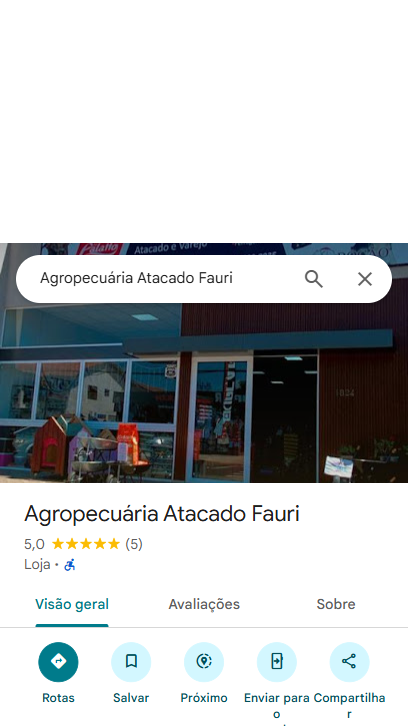 Atacado e Varejo
Agropecuária Atacado Fauri
1824
Agropecuária Atacado Fauri
5,0 (5)
Loja ·
Visão geral Avaliações Sobre
Rotas Salvar Próximo Enviar para Compartilha
o r